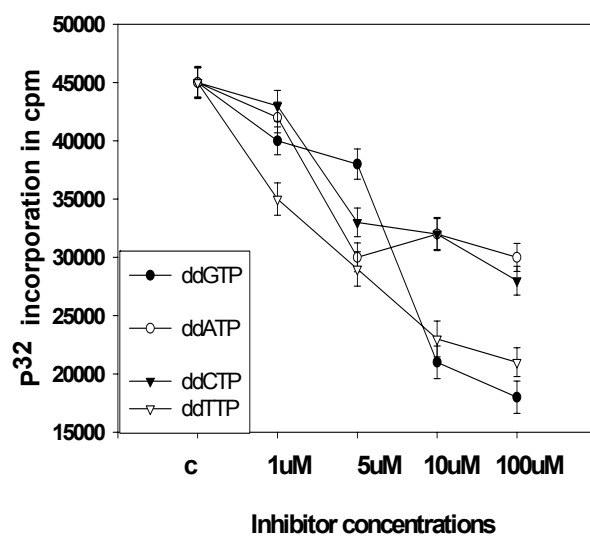 P32 incorporation in cpm
50000
45000
40000
35000
30000
25000
20000
15000
ddGTP
ddATP
ddCTP
ddTTP
c 1uM 5uM 10uM 100uM
Inhibitor concentrations